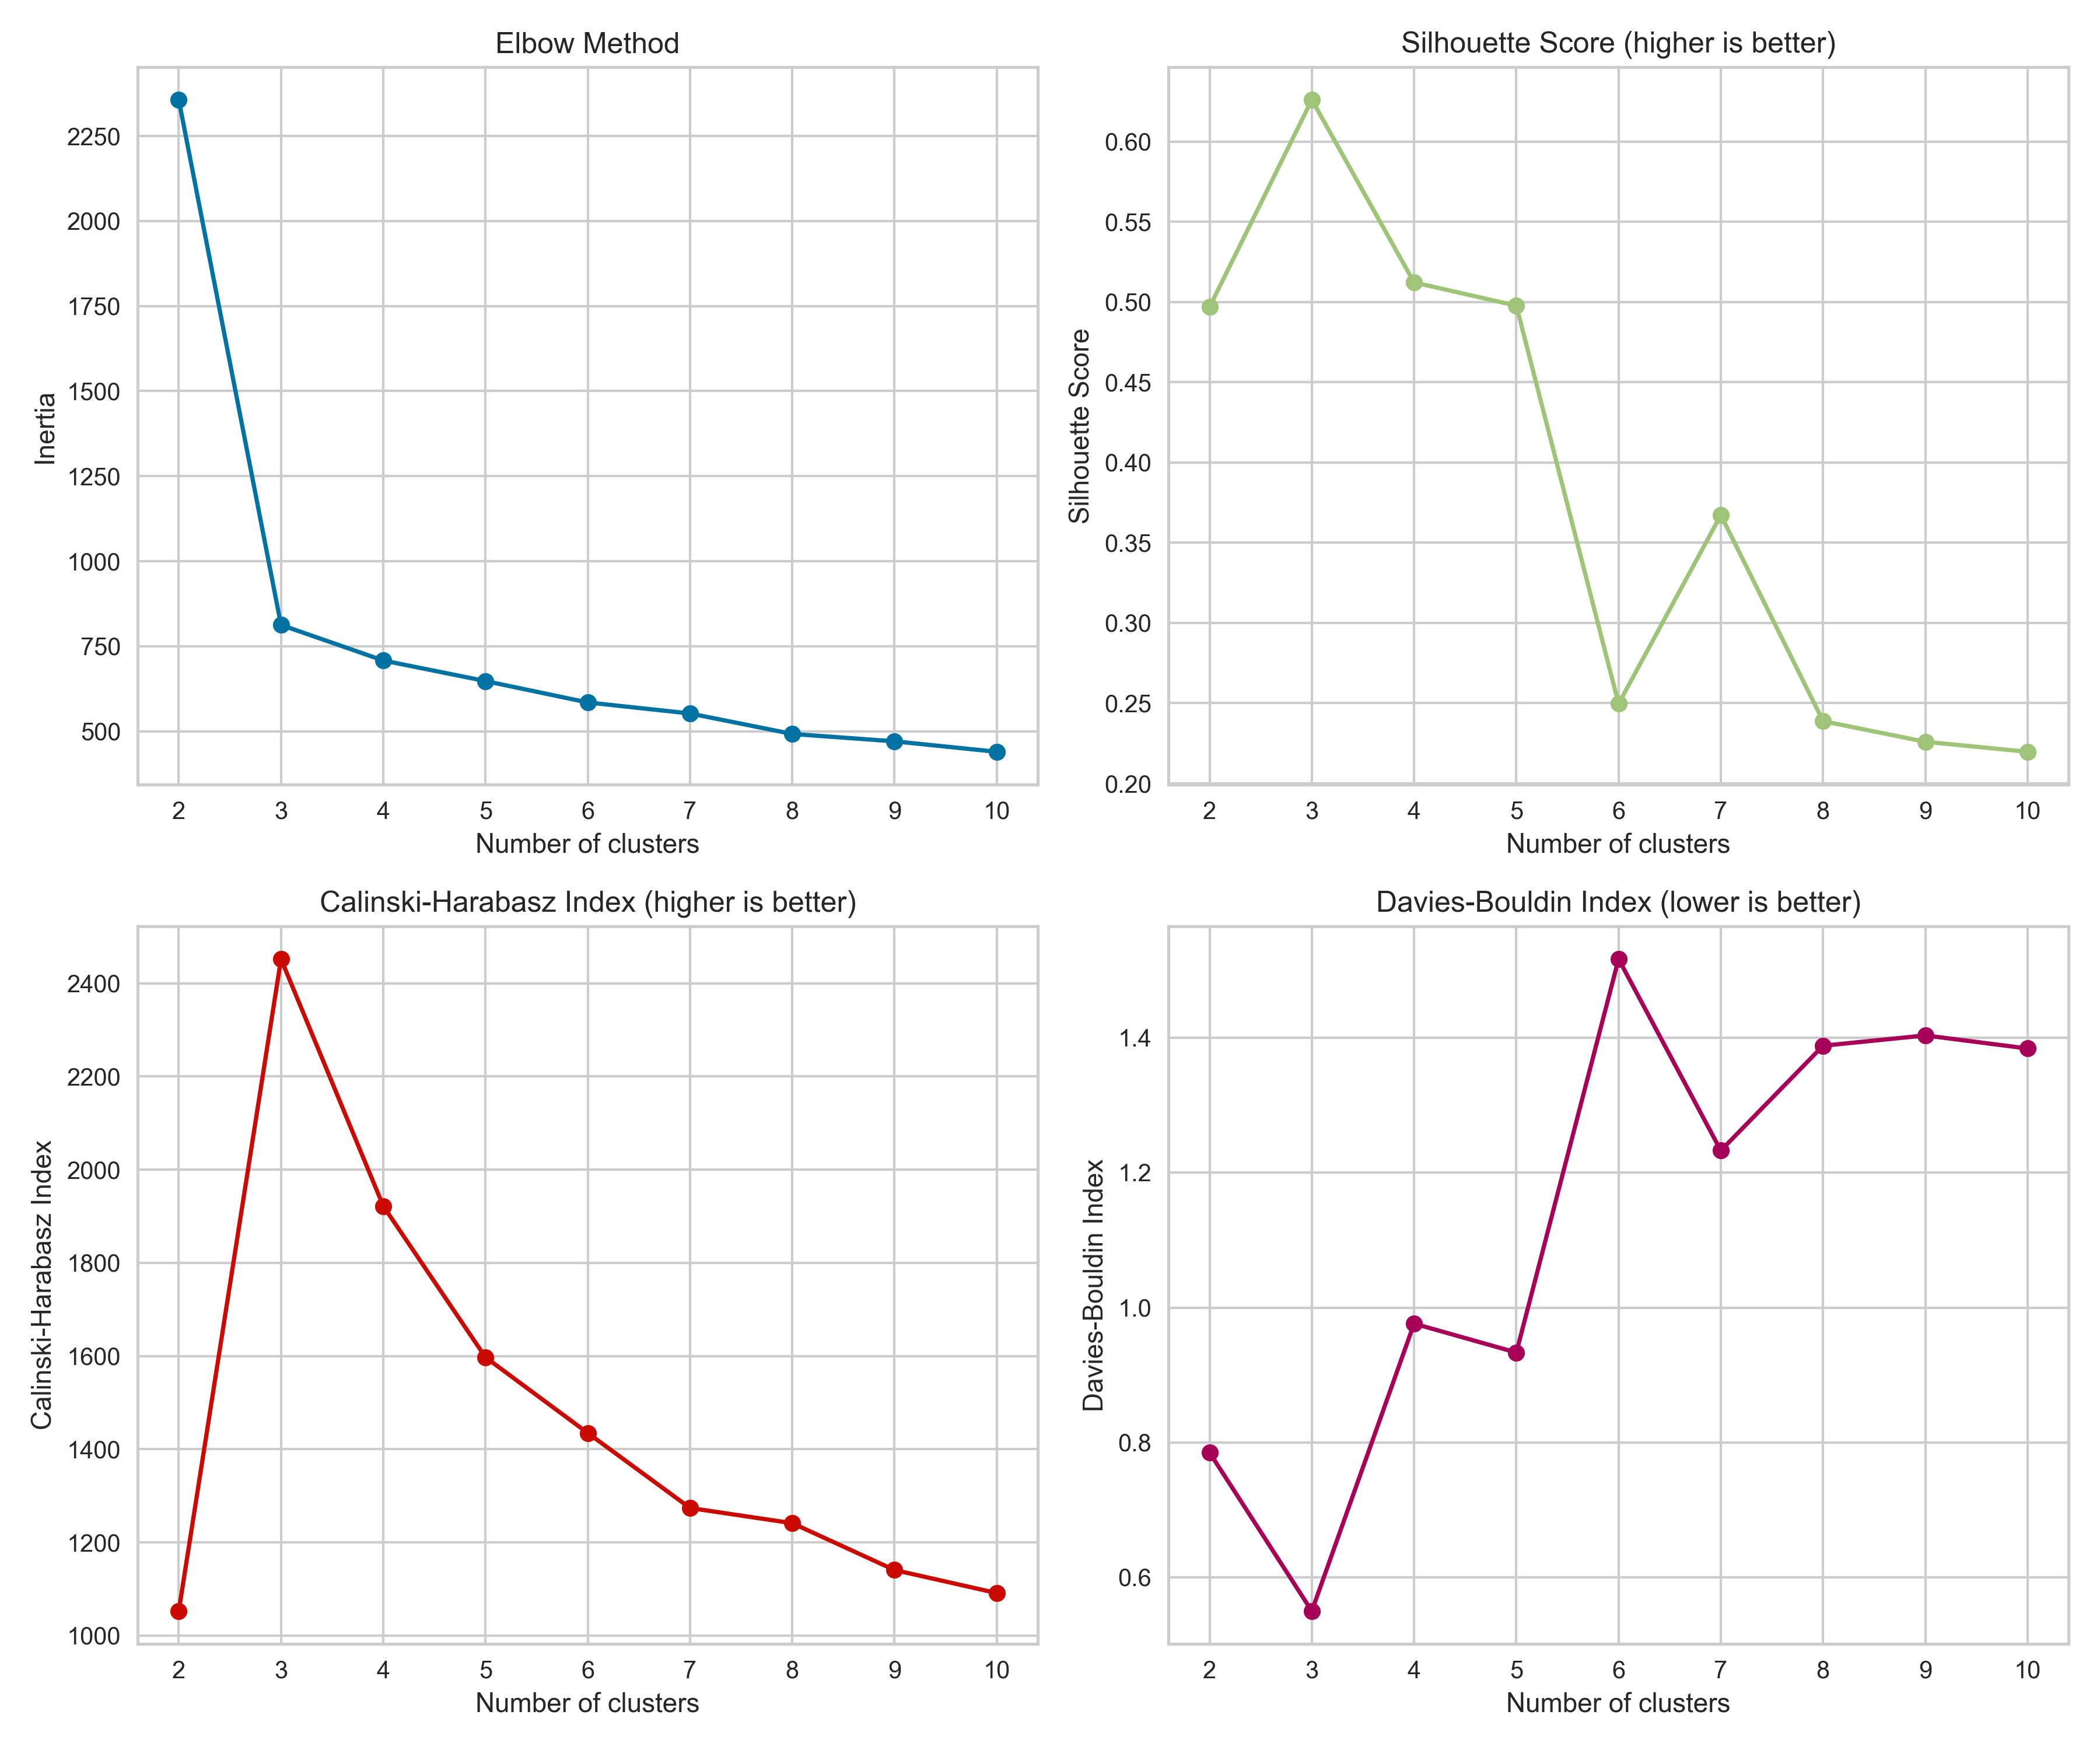 Elbow Method
2250
2000
1750
1500
1250
1000
750
500
Inertia
2 3 4 5 6 7 8 9 10
Number of clusters
Silhouette Score (higher is better)
0.60
0.55
0.50
0.45
0.40
0.35
0.30
0.25
0.20
Silhouette Score
2 3 4 5 6 7 8 9 10
Number of clusters
Calinski-Harabasz Index (higher is better)
2400
2200
2000
1800
1600
1400
1200
1000
Calinski-Harabasz Index
2 3 4 5 6 7 8 9 10
Number of clusters
Davies-Bouldin Index (lower is better)
1.4
1.2
1.0
0.8
0.6
Davies-Bouldin Index
2 3 4 5 6 7 8 9 10
Number of clusters